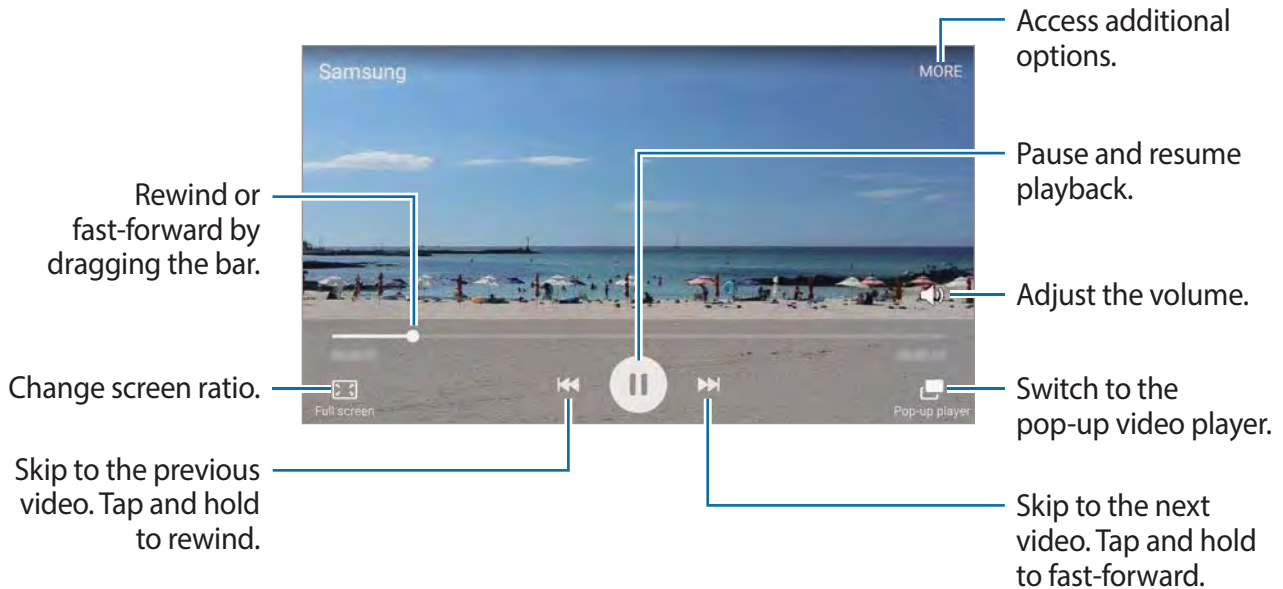 Access additional
options.
Samsung
MORE
Pause and resume
playback.
Rewind or
fast-forward by
dragging the bar.
Adjust the volume.
Change screen ratio.
Full screen
Pop-up player
Switch to the
pop-up video player.
Skip to the previous
video. Tap and hold
to rewind.
Skip to the next
video. Tap and hold
to fast-forward.